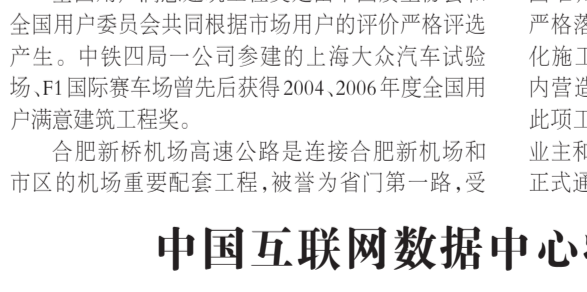 全国用户委员会共同根据市场用户的评价严格评选
产生。中铁四局一公司参建的上海大众汽车试验
场、F1国际赛车场曾先后获得2004、2006年度全国用
户满意建筑工程奖。
合肥新桥机场高速公路是连接合肥新机场和
市区的机场重要配套工程,被誉为省门第一路,受
严格落
化施工
内营造
此项工
业主和
正式通
中国互联网数据中心